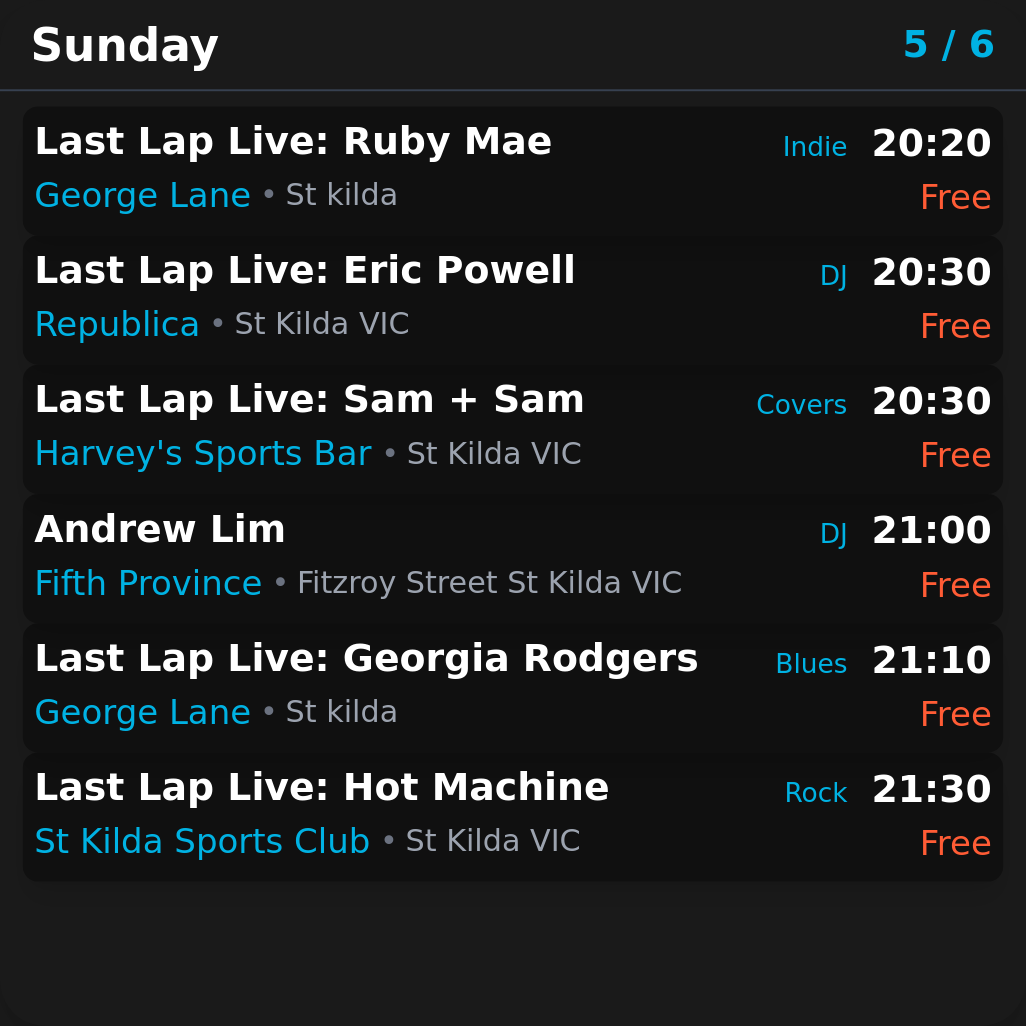 Sunday 5 / 6
Last Lap Live: Ruby Mae Indie 20:20
George Lane • St kilda Free
Last Lap Live: Eric Powell DJ 20:30
Republica • St Kilda VIC Free
Last Lap Live: Sam + Sam Covers 20:30
Harvey's Sports Bar • St Kilda VIC Free
Andrew Lim DJ 21:00
Fifth Province • Fitzroy Street St Kilda VIC Free
Last Lap Live: Georgia Rodgers Blues 21:10
George Lane • St kilda Free
Last Lap Live: Hot Machine Rock 21:30
St Kilda Sports Club • St Kilda VIC Free